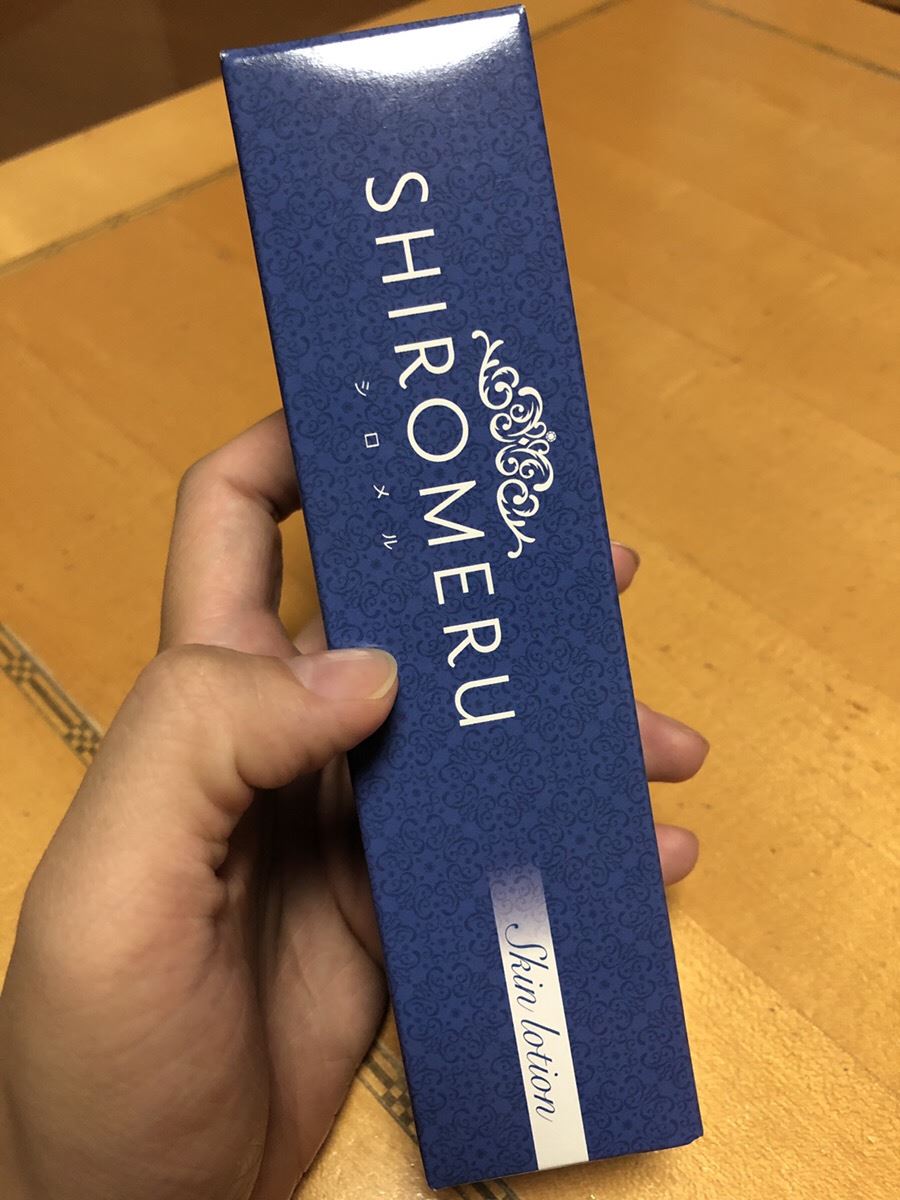 SHIROMERU
シロメル
Skin lotion